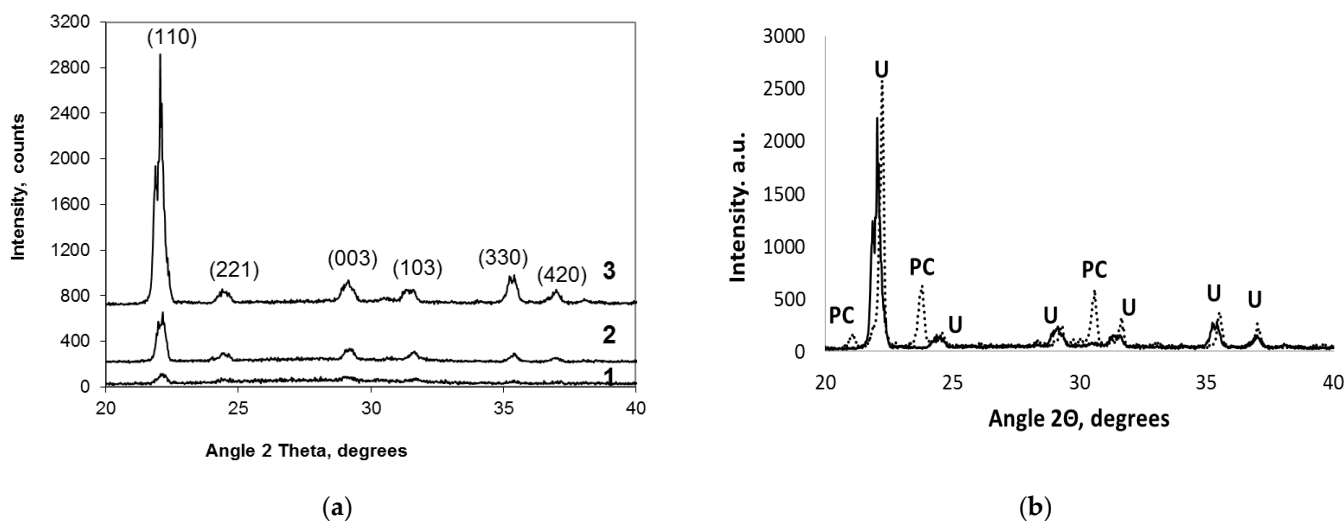 3200
2800
2400
2000
1600
1200
800
400
0
Intensity, counts
(110)
(221)
(003)
(103)
(330)
(420)
3
2
1
20 25 30 35 40
Angle 2 Theta, degrees
(a)
3000
2500
2000
1500
1000
500
0
Intensity. a.u.
U
PC
PC
U
U
PC
U
U
U
20 25 30 35 40
Angle 2Θ, degrees
(b)